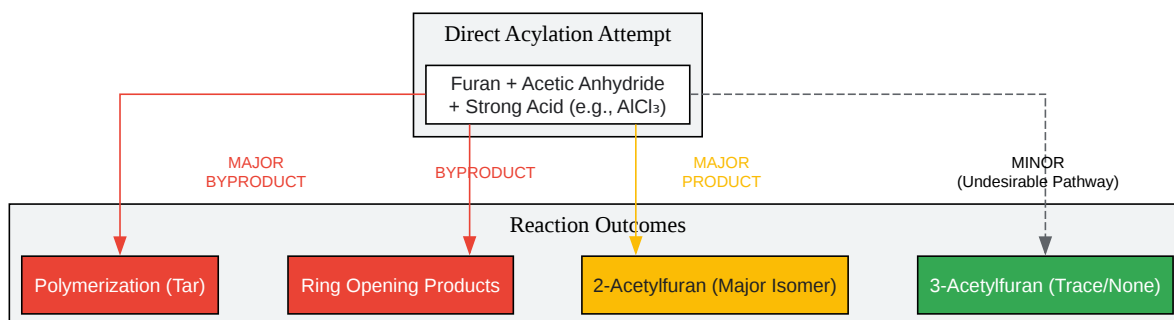 Direct Acylation Attempt
Furan + Acetic Anhydride
+ Strong Acid (e.g., AlCl₃)
MAJOR
BYPRODUCT
BYPRODUCT
MAJOR
PRODUCT
MINOR
(Undesirable Pathway)
Reaction Outcomes
Polymerization (Tar)
Ring Opening Products
2-Acetylfuran (Major Isomer)
3-Acetylfuran (Trace/None)